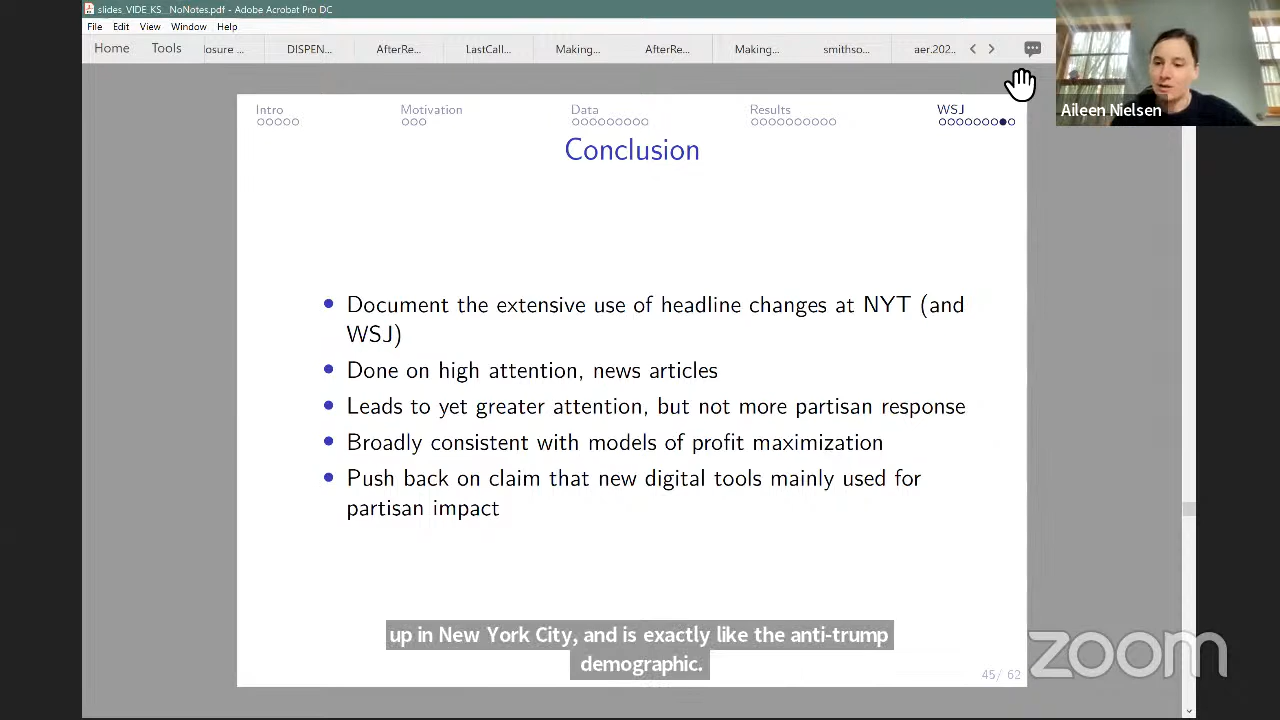 slides_VIDE_KS_NoNotes.pdf - Adobe Acrobat Pro DC
File Edit View Window Help
Home Tools losure ... DISPEN... AfterRe... LastCall... Making... AfterRe... Making... smithso... aer.202...
Aileen Nielsen
Intro Motivation Data Results WSJ
Conclusion
Document the extensive use of headline changes at NYT (and
WSJ)
Done on high attention, news articles
Leads to yet greater attention, but not more partisan response
Broadly consistent with models of profit maximization
Push back on claim that new digital tools mainly used for
partisan impact
up in New York City, and is exactly like the anti-trump
demographic.
45/ 62
zoom